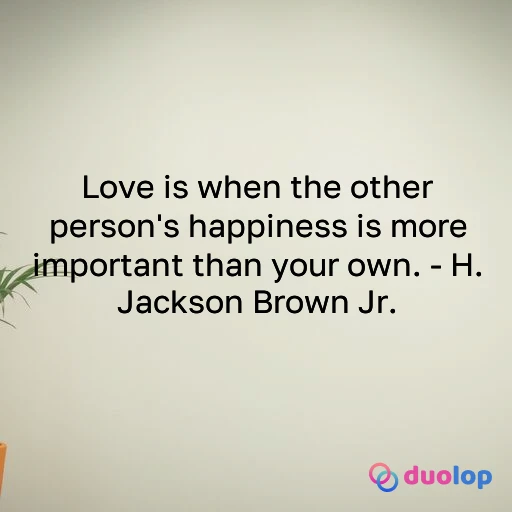 Love is when the other
person's happiness is more
important than your own. - H.
Jackson Brown Jr.
duolop